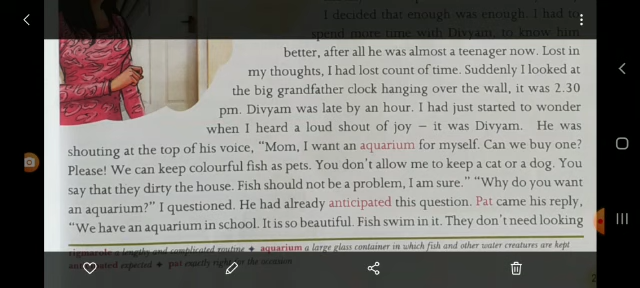 I decided that enough was enough. I had to
spend more time with Divyam, to know him
better, after all he was almost a teenager now. Lost in
my thoughts, I had lost count of time. Suddenly I looked at
the big grandfather clock hanging over the wall, it was 2.30
pm. Divyam was late by an hour. I had just started to wonder
when I heard a loud shout of joy – it was Divyam. He was
shouting at the top of his voice, “Mom, I want an aquarium for myself. Can we buy one?
Please! We can keep colourful fish as pets. You don’t allow me to keep a cat or a dog. You
say that they dirty the house. Fish should not be a problem, I am sure.” “Why do you want
an aquarium?” I questioned. He had already anticipated this question. Pat came his reply,
“We have an aquarium in school. It is so beautiful. Fish swim in it. They don’t need looking
rigmarole a lengthy and complicated routine + aquarium a large glass container in which fish and other water creatures are kept
anticipated expected + pat exactly right for the occasion